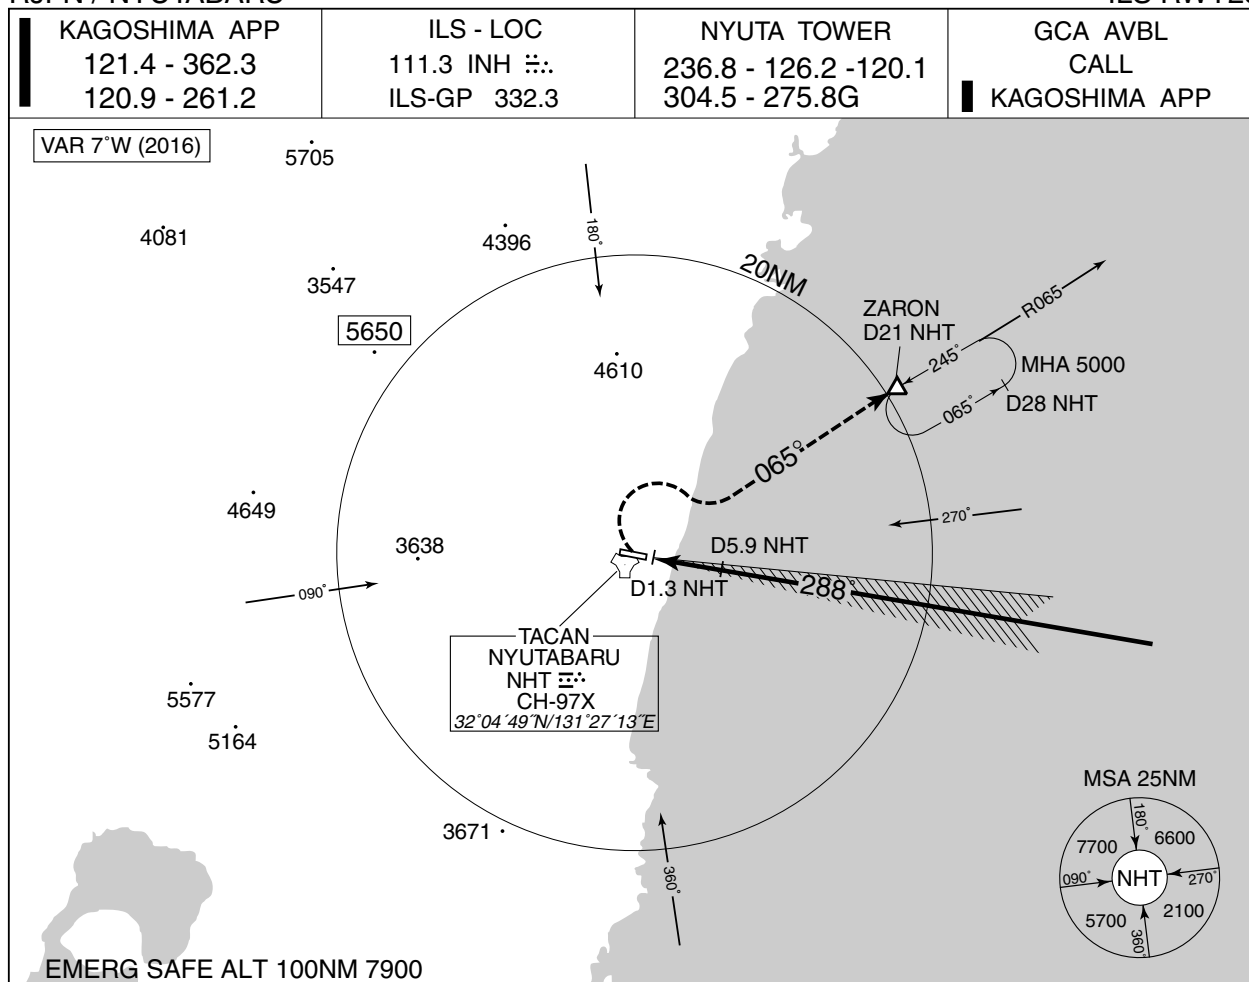 KAGOSHIMA APP
121.4 - 362.3
120.9 - 261.2
ILS - LOC
111.3 INH
ILS-GP 332.3
NYUTA TOWER
236.8 - 126.2 -120.1
304.5 - 275.8G
GCA AVBL
CALL
KAGOSHIMA APP
VAR 7°W (2016)
5705
4081
4396
180°
3547
20NM
5650
4610
ZARON
D21 NHT
R065
245°
MHA 5000
065°
D28 NHT
065°
4649
270°
3638
D5.9 NHT
D1.3 NHT
288°
090°
TACAN
NYUTABARU
NHT
CH-97X
32°04´49˝N/131°27´13˝E
5577
5164
3671
360°
MSA 25NM
180°
7700
6600
090°
NHT
270°
5700
2100
360°
EMERG SAFE ALT 100NM 7900